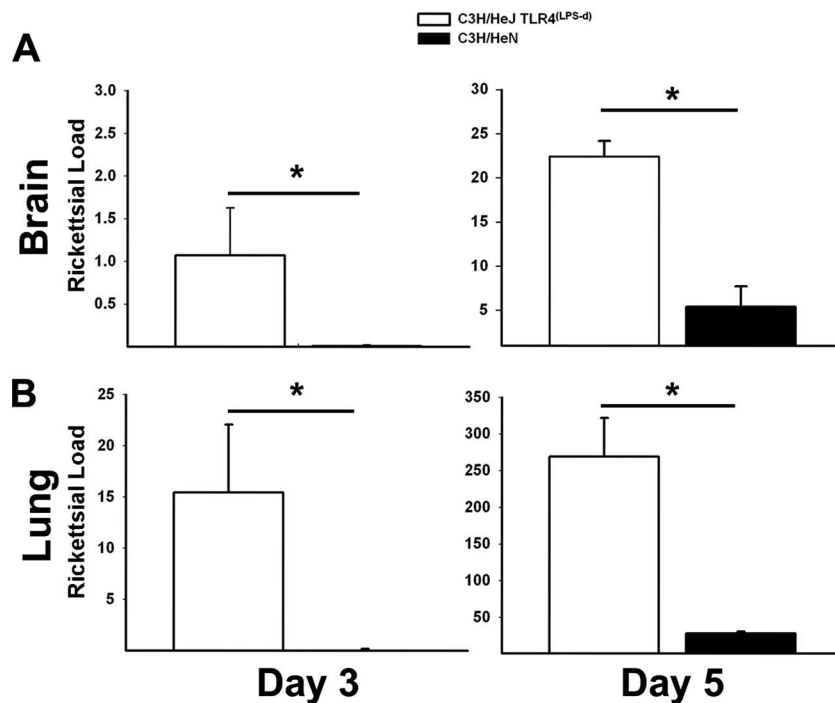 C3H/HeJ TLR4(LPS-d)
C3H/HeN
A
Brain
Rickettsial Load
3.0
2.5
2.0
1.5
1.0
0.5
*
30
25
20
15
10
5
*
B
Lung
Rickettsial Load
25
20
15
10
5
*
350
300
250
200
150
100
50
*
Day 3
Day 5